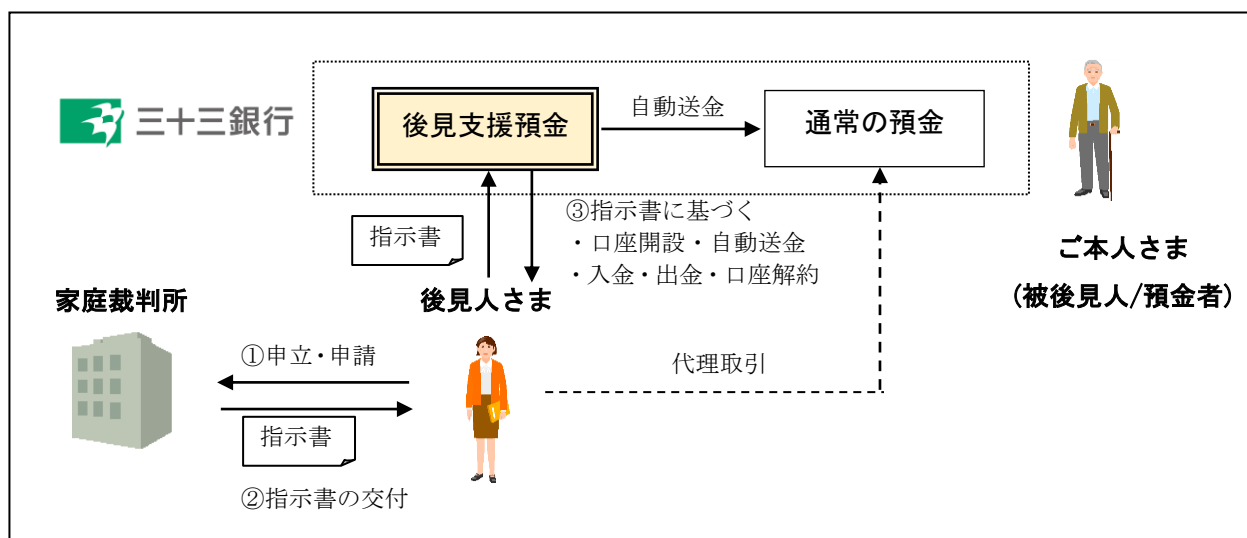 三十三銀行
後見支援預金
自動送金
通常の預金
指示書
③指示書に基づく
・口座開設・自動送金
・入金・出金・口座解約
ご本人さま
(被後見人/預金者)
家庭裁判所
後見人さま
①申立・申請
代理取引
指示書
②指示書の交付